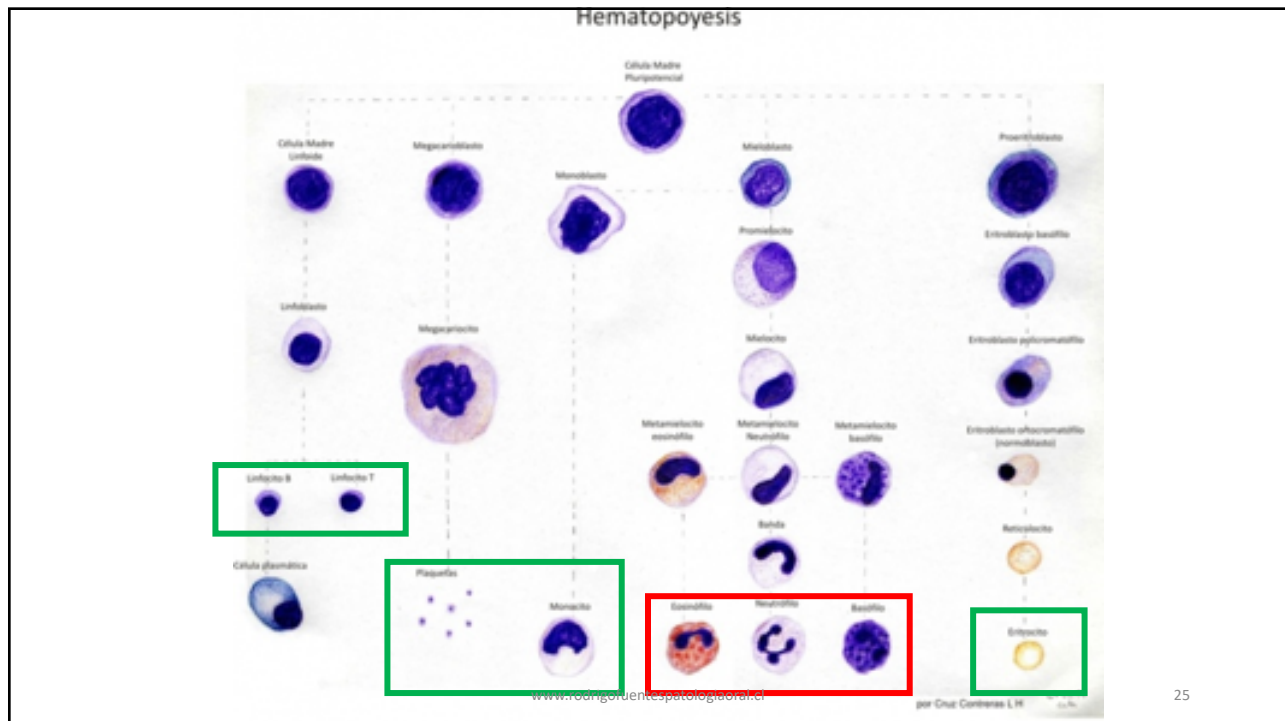 Hematopoyesis
Célula Madre
Pluripotencial
Célula Madre
Linfoide
Megacarioblasto
Monoblasto
Mieloblasto
Proeritroblasto
Promielocito
Eritroblasto basófilo
Linfoblasto
Megacariocito
Mielocito
Eritroblasto policromatófilo
Metamielocito
eosinófilo
Metamielocito
Neutrófilo
Metamielocito
basófilo
Eritroblasto ortocromatófilo
(normoblasto)
Linfocito B
Linfocito T
Banda
Reticulocito
Célula plasmática
Plaquetas
Monocito
Eosinófilo
Neutrófilo
Basófilo
Eritrocito
www.rodrigofuentespatologiaoral.cl
25
por Cruz Contreras L H